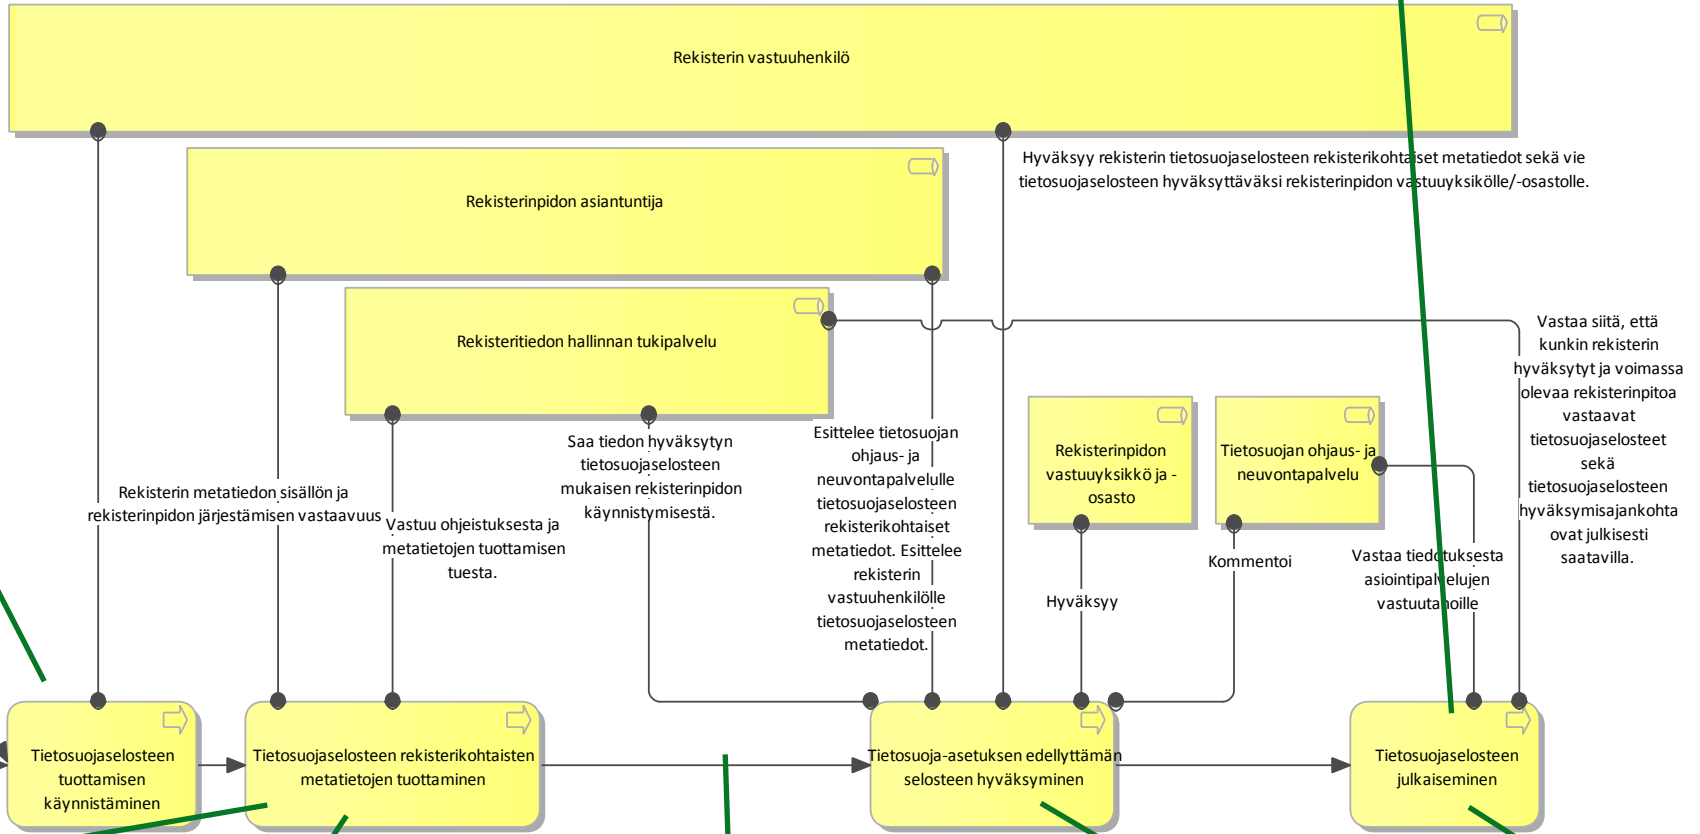 Rekisterin vastuuhenkilö
Hyväksyy rekisterin tietosuojaselosteen rekisterikohtaiset metatiedot sekä vie
tietosuojaselosteen hyväksyttäväksi rekisterinpidon vastuuyksikölle/-osastolle.
Rekisterinpidon asiantuntija
Rekisteritiedon hallinnan tukipalvelu
Vastaa siitä, että
kunkin rekisterin
hyväksytyt ja voimassa
olevaa rekisterinpitoa
vastaavat
tietosuojaselosteet
sekä
tietosuojaselosteen
hyväksymisajankohta
ovat julkisesti
saatavilla.
Rekisterinpidon
vastuuyksikkö ja -
osasto
Tietosuojan ohjaus- ja
neuvontapalvelu
Saa tiedon hyväksytyn
tietosuojaselosteen
mukaisen rekisterinpidon
käynnistymisestä.
Esittelee tietosuojan
ohjaus- ja
neuvontapalvelulle
tietosuojaselosteen
rekisterikohtaiset
metatiedot. Esittelee
rekisterin
vastuuhenkilölle
tietosuojaselosteen
metatiedot.
Rekisterin metatiedon sisällön ja
rekisterinpidon järjestämisen vastaavuus
Vastuu ohjeistuksesta ja
metatietojen tuottamisen
tuesta.
Hyväksyy
Kommentoi
Vastaa tiedotuksesta
asiointipalvelujen
vastuutahoille
Tietosuojaselosteen
tuottamisen
käynnistäminen
Tietosuojaselosteen rekisterikohtaisten
metatietojen tuottaminen
Tietosuoja-asetuksen edellyttämän
selosteen hyväksyminen
Tietosuojaselosteen
julkaiseminen